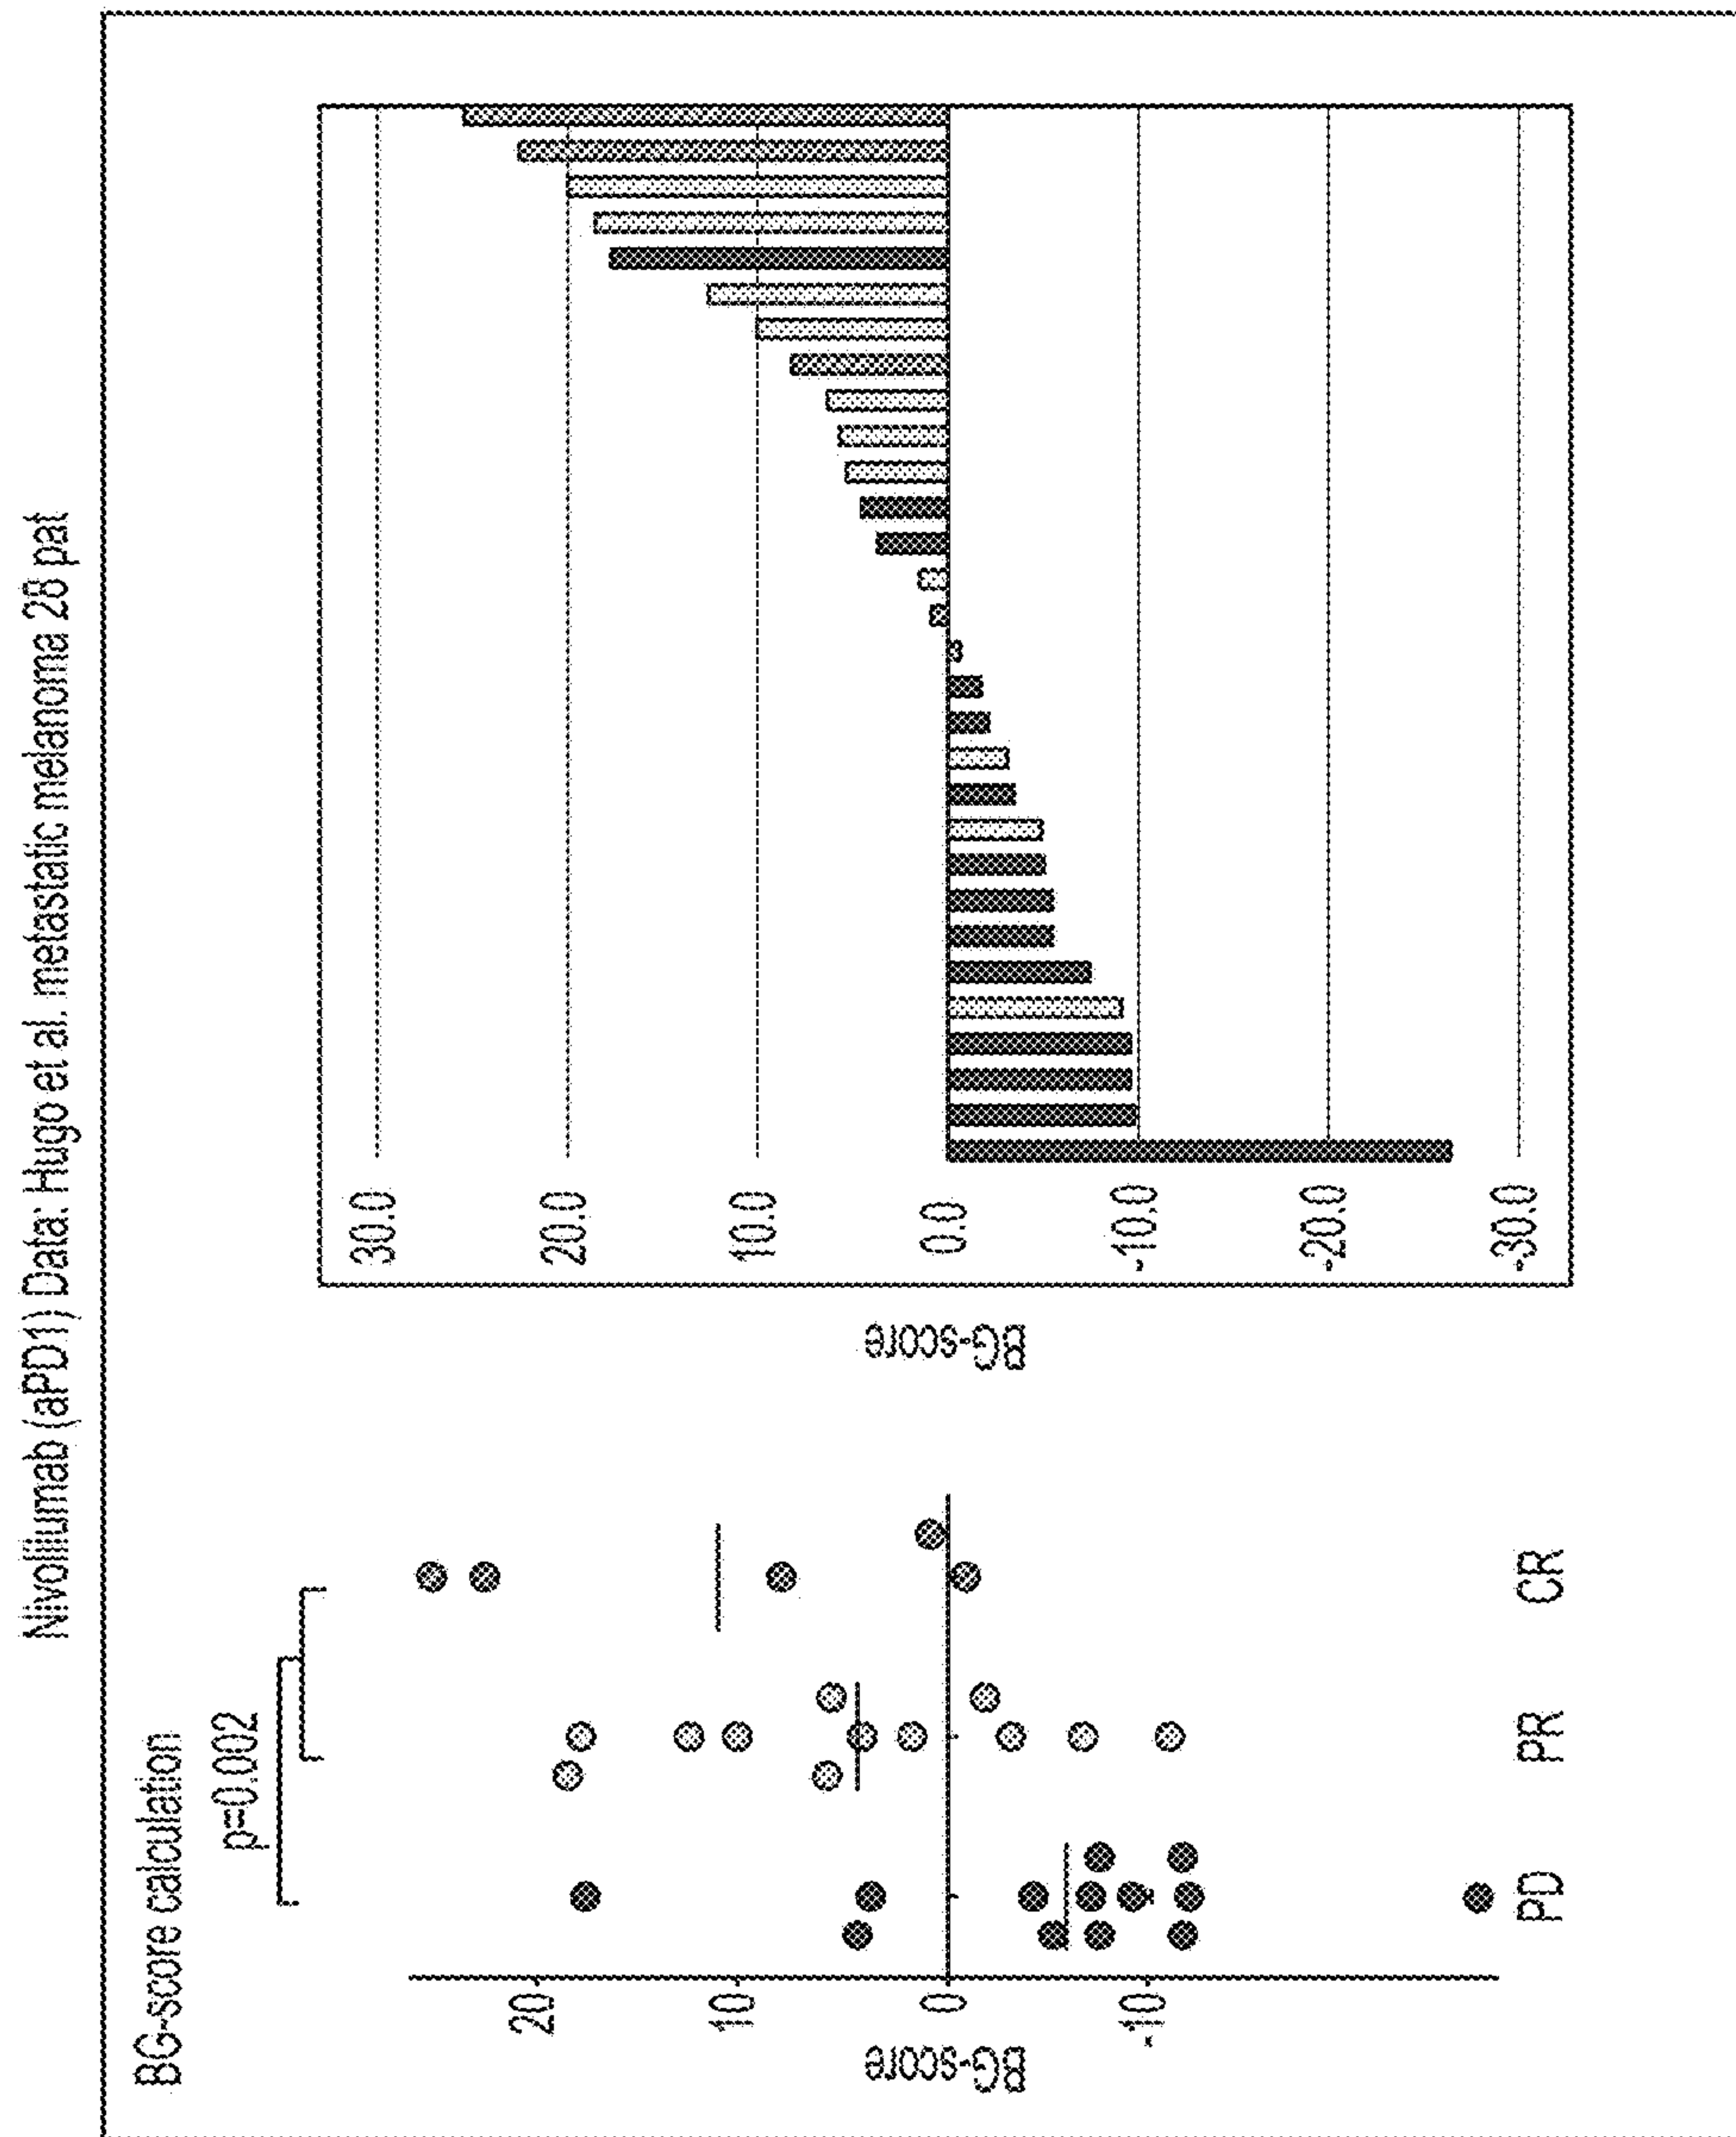 Nivolilumab (aPD1) Data: Hugo et al. metastatic melanoma 28 pat
BG-score calculation
p=0.002
BG-score
20
10
0
-10
PD
PR
CR
BG-score
30.0
20.0
10.0
0.0
-10.0
-20.0
-30.0